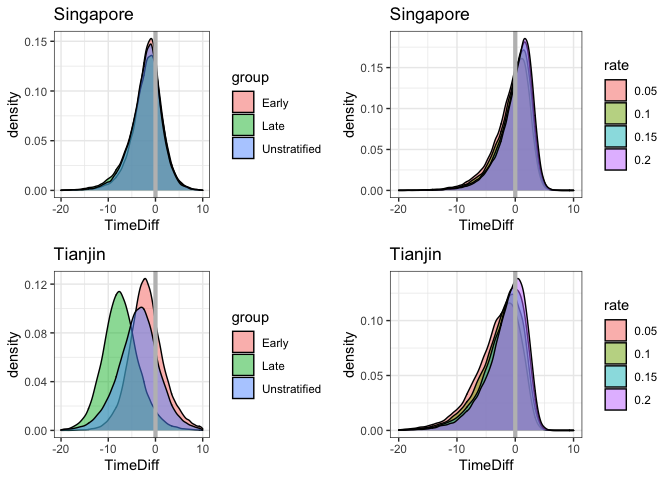 Singapore
0.15
0.10
0.05
0.00
-20
-10
0
10
TimeDiff
density
group
Early
Late
Unstratified
Singapore
0.15
0.10
0.05
0.00
-20
-10
0
10
TimeDiff
density
rate
0.05
0.1
0.15
0.2
Tianjin
0.12
0.08
0.04
0.00
-20
-10
0
10
TimeDiff
density
group
Early
Late
Unstratified
Tianjin
0.10
0.05
0.00
-20
-10
0
10
TimeDiff
density
rate
0.05
0.1
0.15
0.2